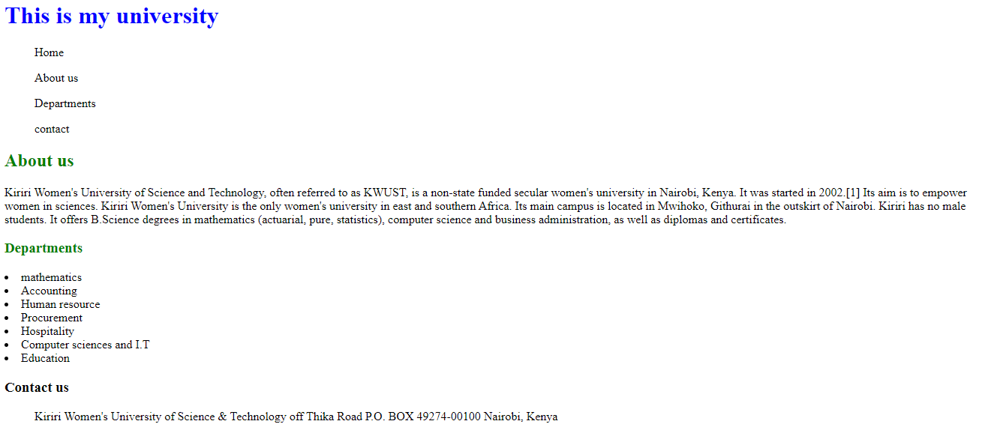 This is my university
Home
About us
Departments
contact
About us
Kiriri Women's University of Science and Technology, often referred to as KWUST, is a non-state funded secular women's university in Nairobi, Kenya. It was started in 2002.[1] Its aim is to empower
women in sciences. Kiriri Women's University is the only women's university in east and southern Africa. Its main campus is located in Mwihoko, Githurai in the outskirt of Nairobi. Kiriri has no male
students. It offers B.Science degrees in mathematics (actuarial, pure, statistics), computer science and business administration, as well as diplomas and certificates.
Departments
• mathematics
• Accounting
• Human resource
• Procurement
• Hospitality
• Computer sciences and I.T
• Education
Contact us
Kiriri Women's University of Science & Technology off Thika Road P.O. BOX 49274-00100 Nairobi, Kenya